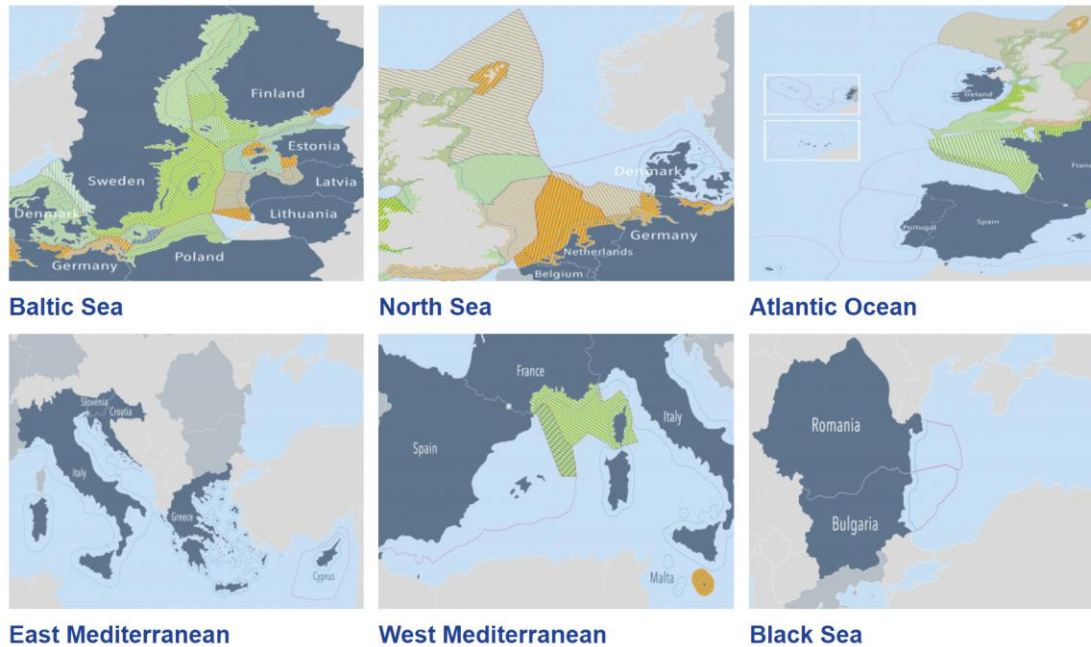 Finland
Estonia
Sweden
Latvia
Denmark
Lithuania
Germany
Poland
Denmark
Germany
Netherlands
Belgium
Ireland
Portugal
Spain
Baltic Sea
North Sea
Atlantic Ocean
Slovenia
Croatia
Italy
Greece
Cyprus
France
Spain
Italy
Malta
Romania
Bulgaria
East Mediterranean
West Mediterranean
Black Sea